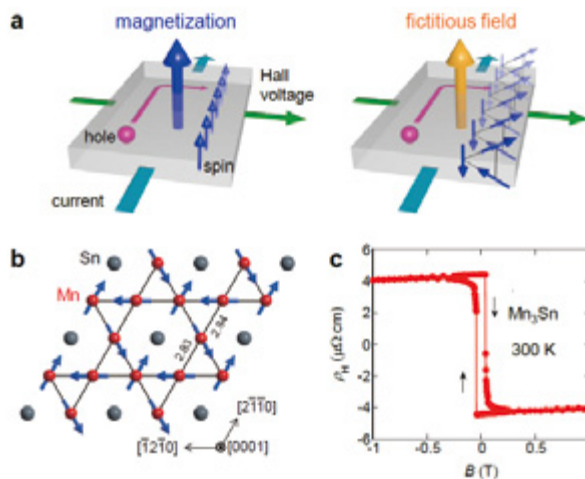 a
magnetization
fictitious field
Hall
voltage
hole
spin
current
b
Sn
Mn
2.83
2.84
[2̄1̄1̄0]
[1̄21̄0]
[0001]
c
ρH (μΩ cm)
6
4
2
0
-2
-4
-6
Mn3Sn
300 K
-1
-0.5
0
0.5
1
B (T)